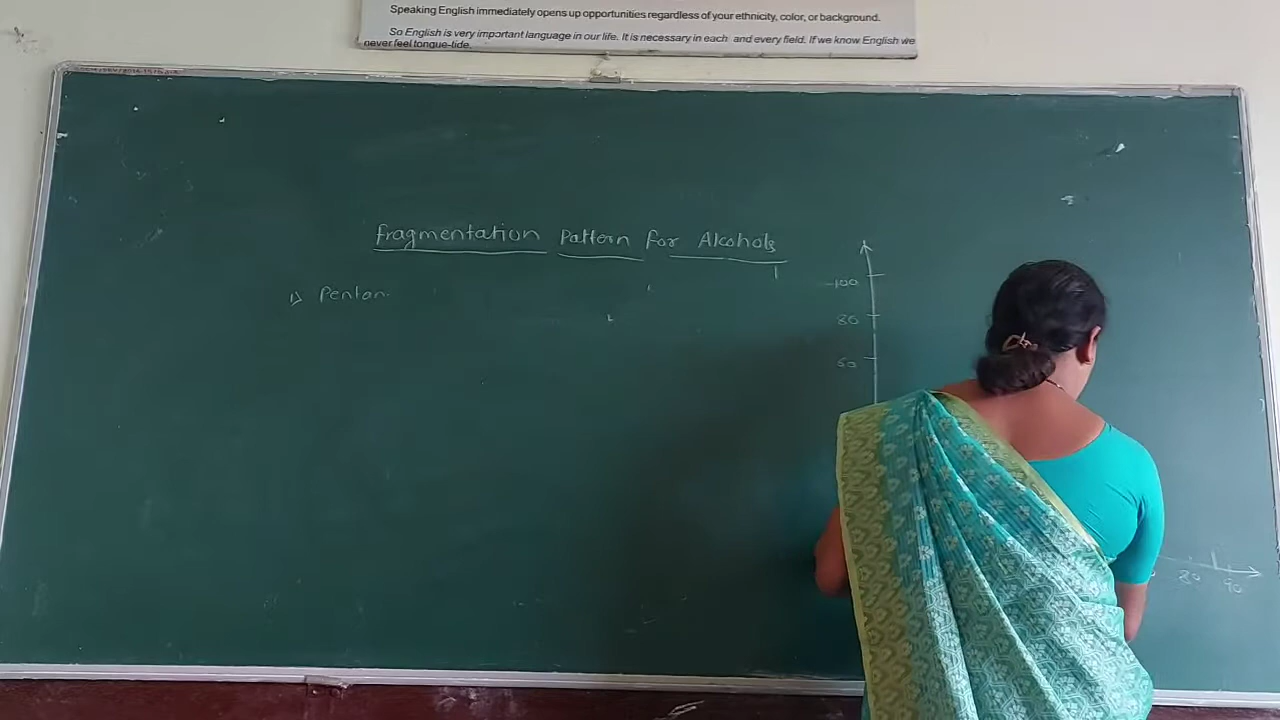 Speaking English immediately opens up opportunities regardless of your ethnicity, color, or background.
So English is very important language in our life. It is necessary in each and every field. If we know English we
never feel tongue-tide.
Fragmentation Pattern for Alcohols
1) Pentan
100
80
60
80 90